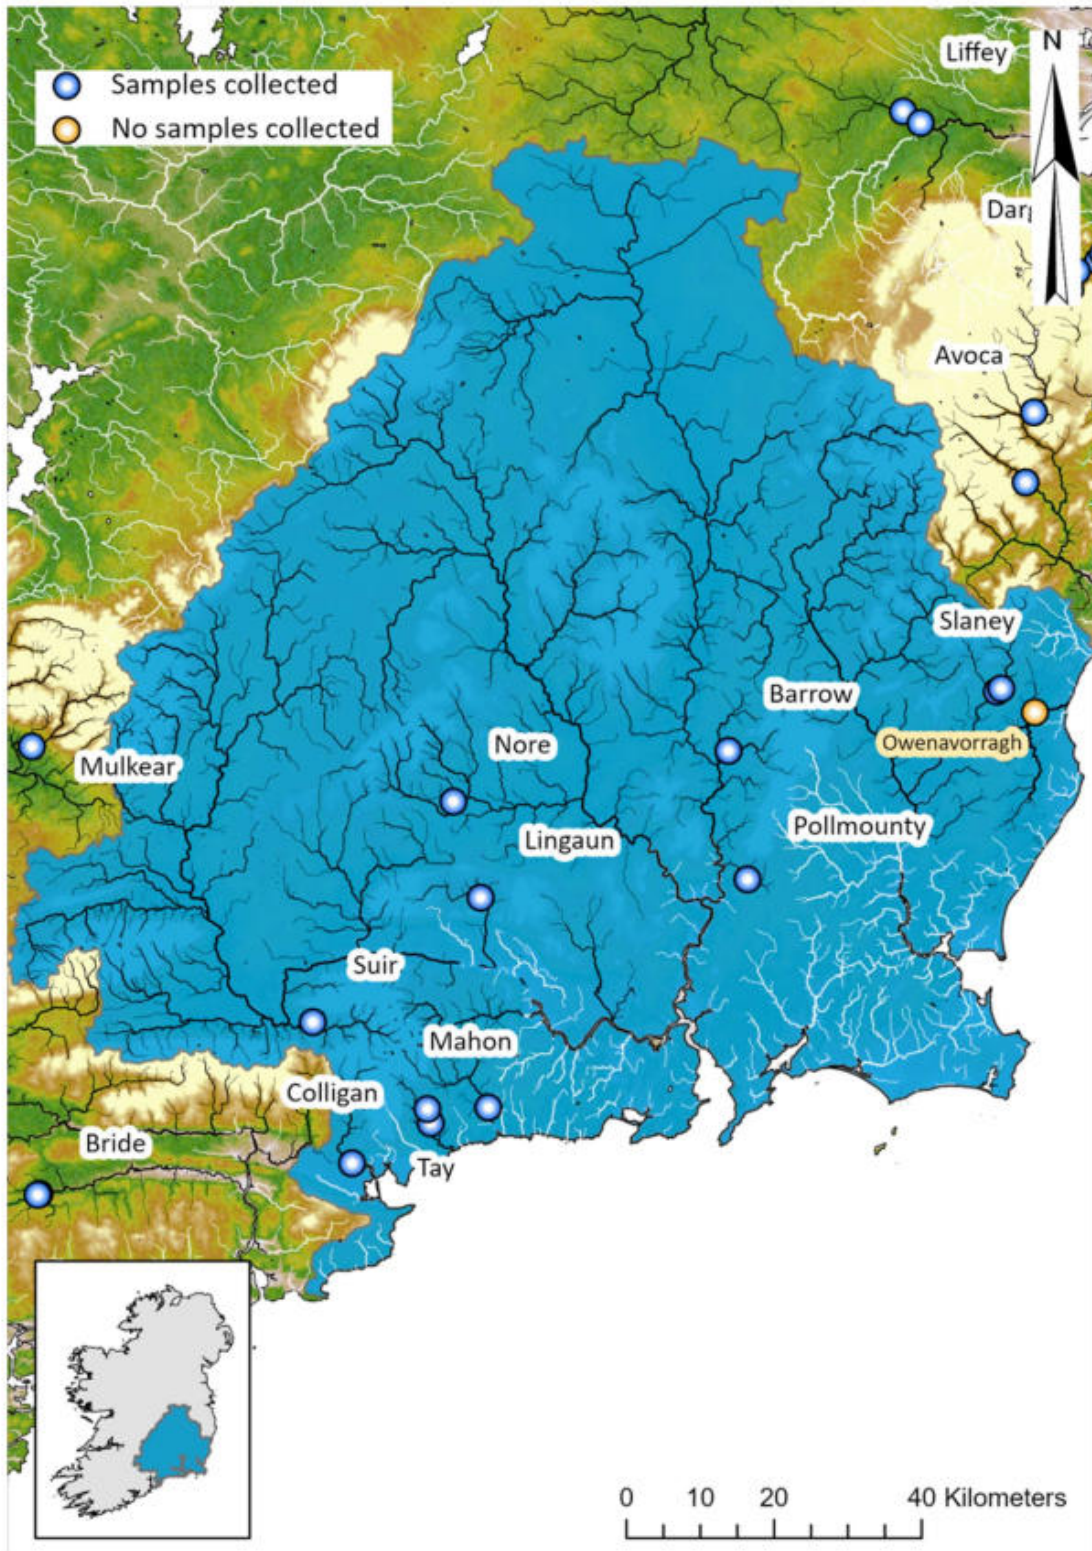 Liffey
N
Samples collected
No samples collected
Darg
Avoca
Slaney
Barrow
Owenavorragh
Nore
Mulkear
Pollmounty
Lingaun
Suir
Mahon
Colligan
Bride
Tay
0 10 20 40 Kilometers